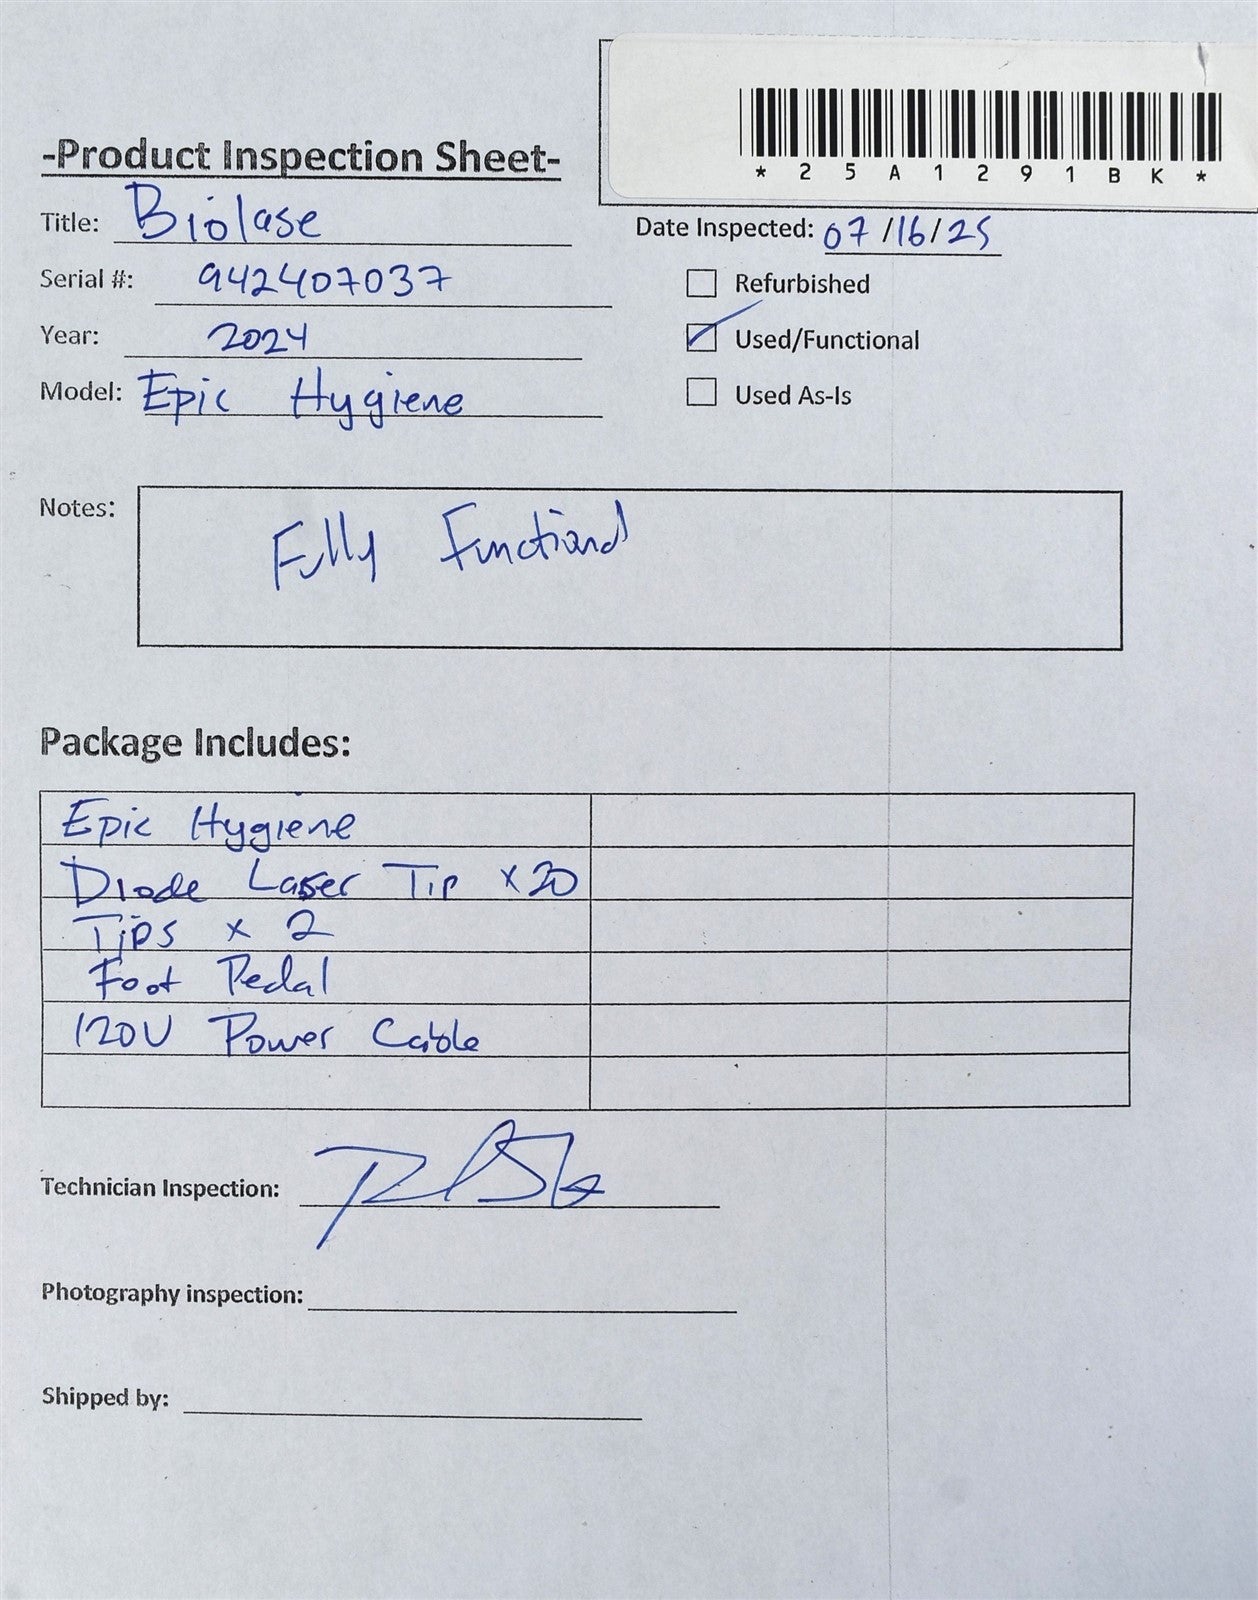 *25A1291BK*
-Product Inspection Sheet-
Title: Biolase
Date Inspected: 07/16/25
Serial #: 942407037
Refurbished
Year: 2024
Used/Functional
Model: Epic Hygiene
Used As-Is
Notes: Fully Functional
Package Includes:
Epic Hygiene
Diode Laser Tip x20
Tips x 2
Foot Pedal
120V Power Cable
Technician Inspection:
Photography inspection:
Shipped by: